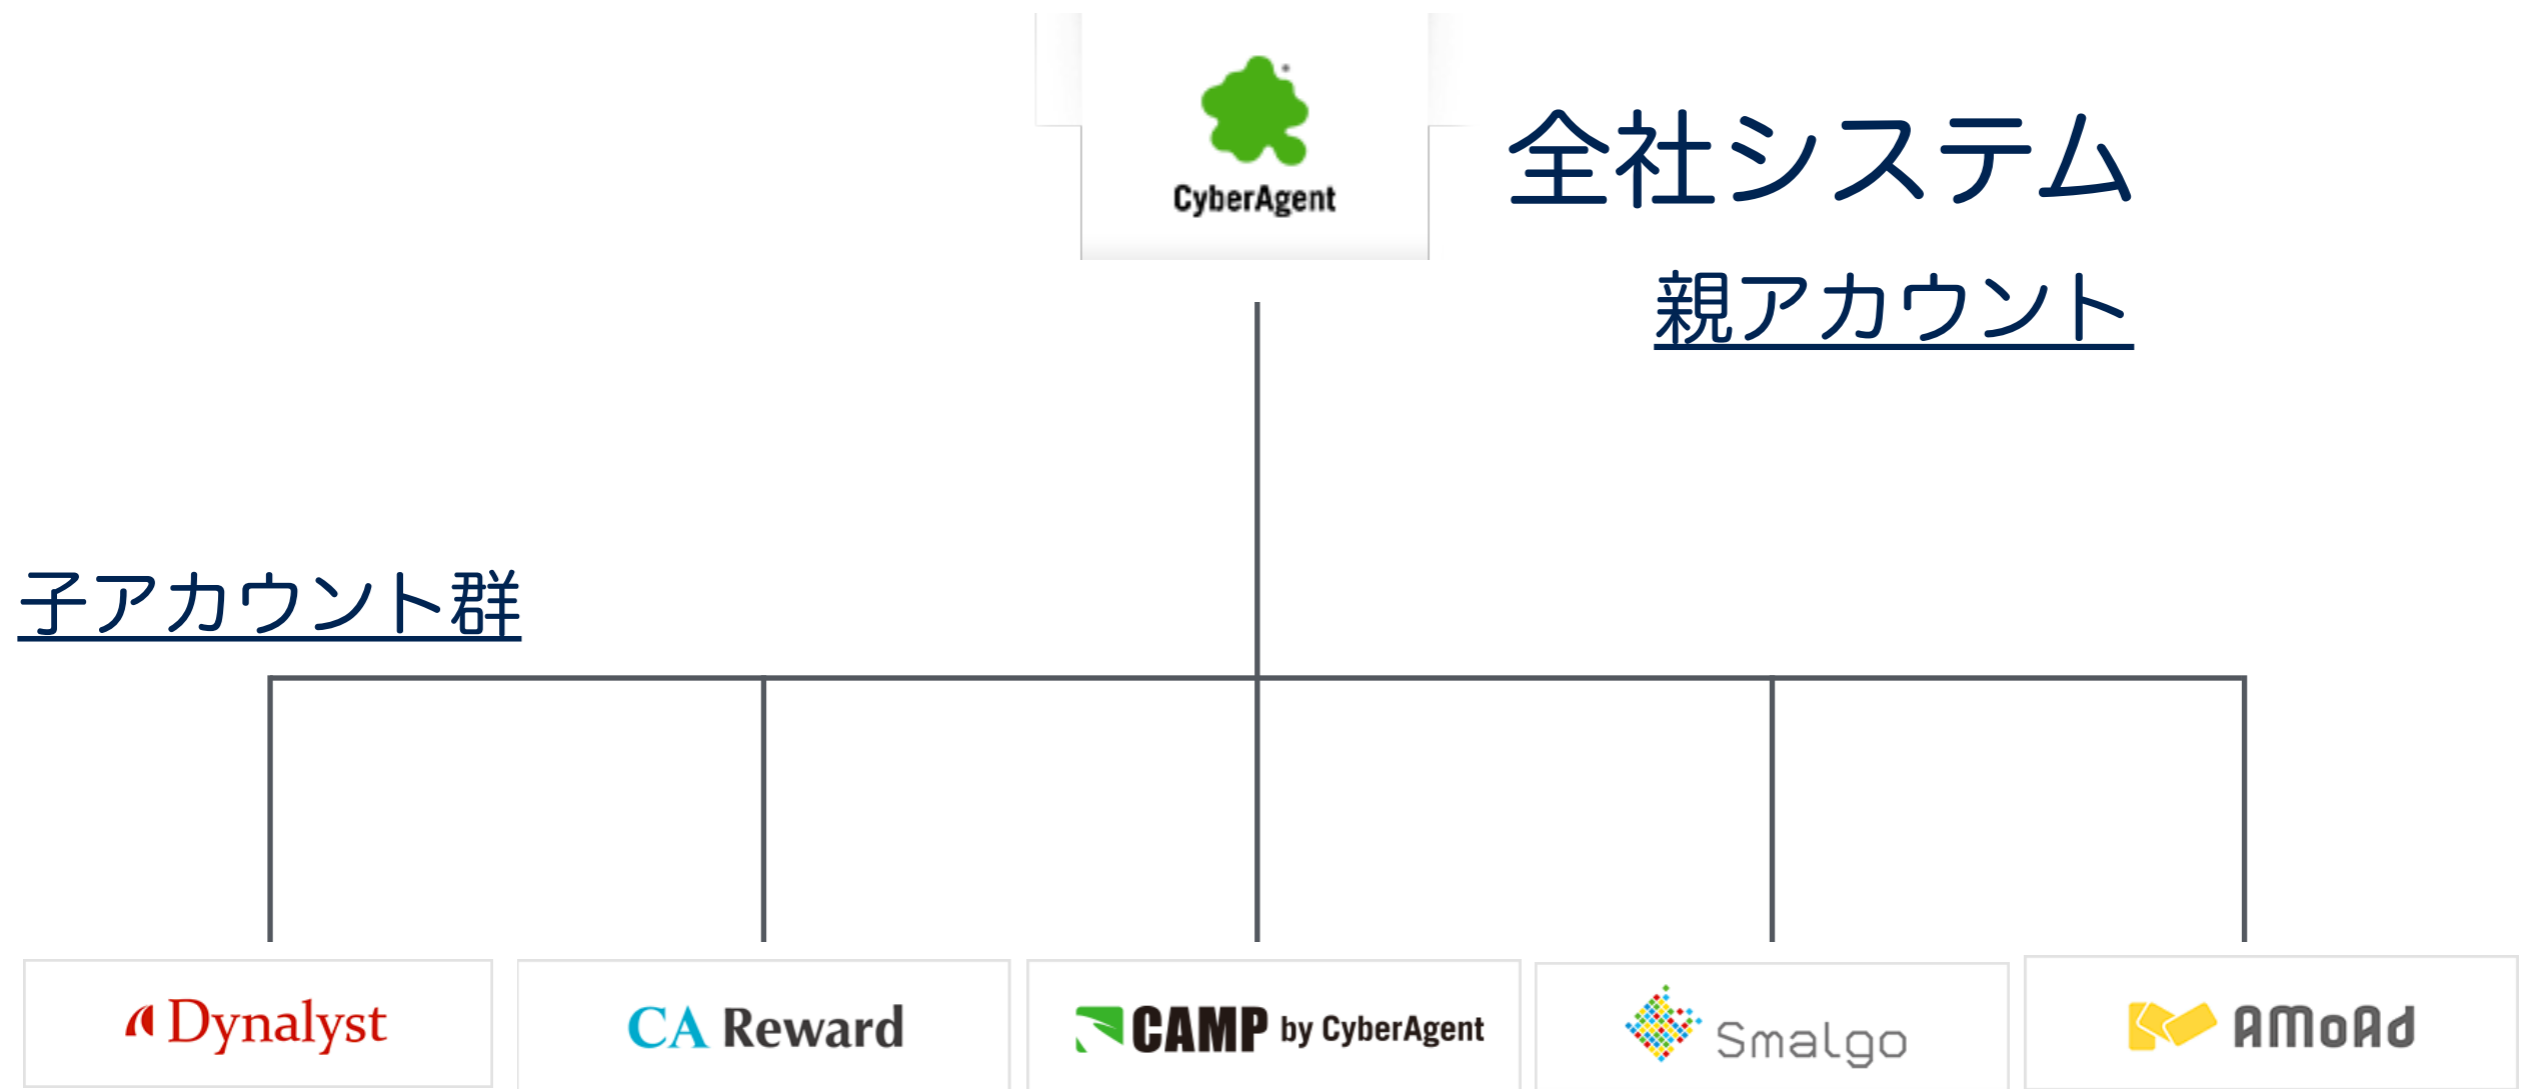 CyberAgent
全社システム
親アカウント
子アカウント群
Dynalyst
CA Reward
CAMP by CyberAgent
Smalgo
AMoAd